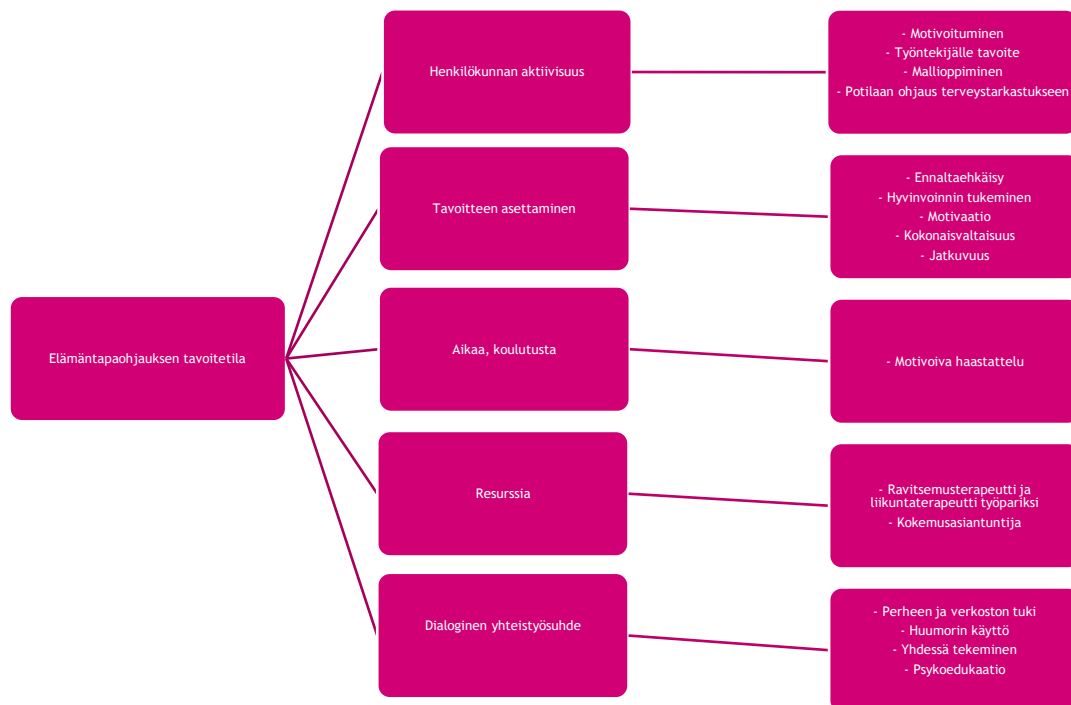 Elämäntapaohjauksen tavoitetila
Henkilökunnan aktiivisuus
- Motivoituminen
- Työntekijälle tavoite
- Mallioppiminen
- Potilaan ohjaus terveystarkastukseen
Tavoitteen asettaminen
- Ennaltaehkäisy
- Hyvinvoinnin tukeminen
- Motivaatio
- Kokonaisvaltaisuus
- Jatkuvuus
Aikaa, koulutusta
- Motivoiva haastattelu
Resurssia
- Ravitsemusterapeutti ja
liikuntaterapeutti työpariksi
- Kokemusasiantuntija
Dialoginen yhteistyösuhde
- Perheen ja verkoston tuki
- Huumorin käyttö
- Yhdessä tekeminen
- Psykoedukaatio